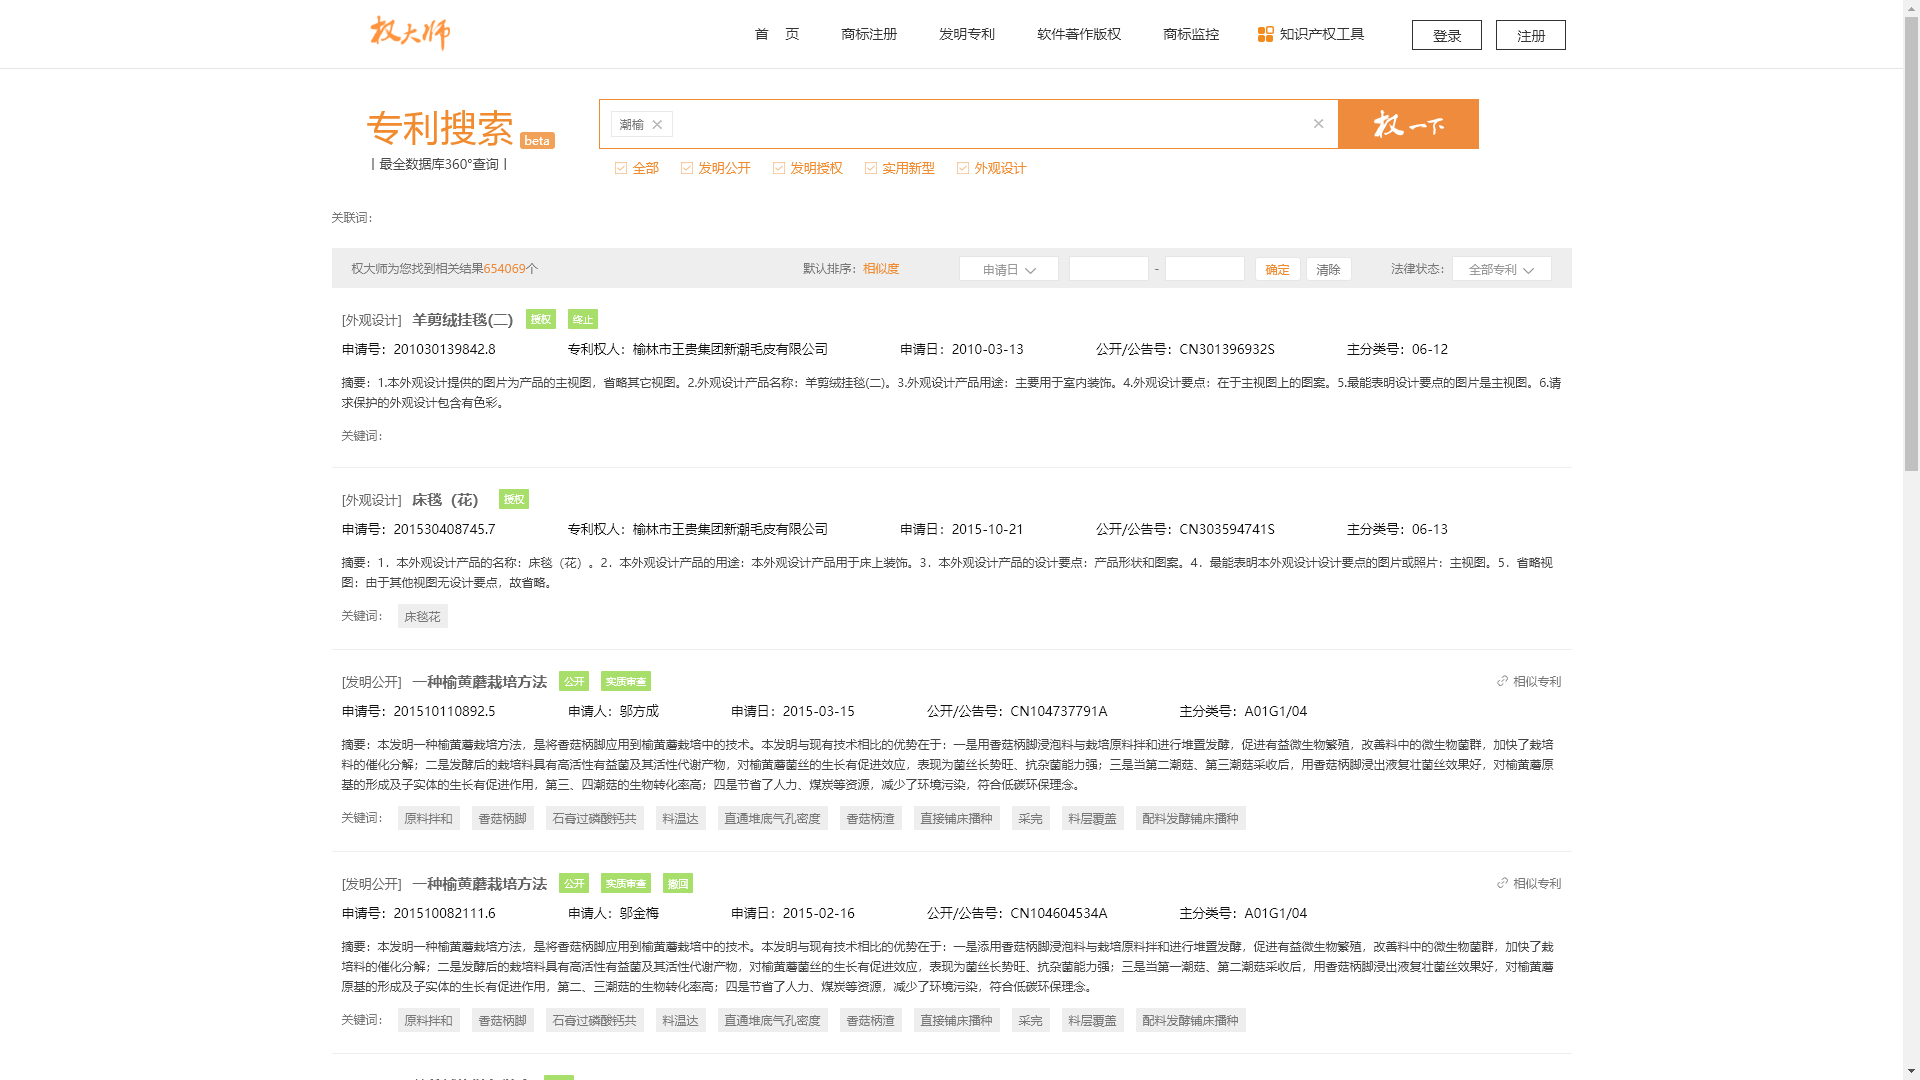 权大师
首 页 商标注册 发明专利 软件著作版权 商标监控 知识产权工具 登录 注册
专利搜索 beta
| 最全数据库360°查询 |
潮榆 权一下
全部 发明公开 发明授权 实用新型 外观设计
关联词：
权大师为您找到相关结果654069个 默认排序：相似度 申请日 - 确定 清除 法律状态： 全部专利
[外观设计] 羊剪绒挂毯(二) 授权 终止
申请号：201030139842.8 专利权人：榆林市王贵集团新潮毛皮有限公司 申请日：2010-03-13 公开/公告号：CN301396932S 主分类号：06-12
摘要：1.本外观设计提供的图片为产品的主视图，省略其它视图。2.外观设计产品名称：羊剪绒挂毯(二)。3.外观设计产品用途：主要用于室内装饰。4.外观设计要点：在于主视图上的图案。5.最能表明设计要点的图片是主视图。6.请
求保护的外观设计包含有色彩。
关键词：
[外观设计] 床毯（花） 授权
申请号：201530408745.7 专利权人：榆林市王贵集团新潮毛皮有限公司 申请日：2015-10-21 公开/公告号：CN303594741S 主分类号：06-13
摘要：1．本外观设计产品的名称：床毯（花）。2．本外观设计产品的用途：本外观设计产品用于床上装饰。3．本外观设计产品的设计要点：产品形状和图案。4．最能表明本外观设计设计要点的图片或照片：主视图。5．省略视
图：由于其他视图无设计要点，故省略。
关键词： 床毯花
[发明公开] 一种榆黄蘑栽培方法 公开 实质审查 相似专利
申请号：201510110892.5 申请人：邬方成 申请日：2015-03-15 公开/公告号：CN104737791A 主分类号：A01G1/04
摘要：本发明一种榆黄蘑栽培方法，是将香菇柄脚应用到榆黄蘑栽培中的技术。本发明与现有技术相比的优势在于：一是用香菇柄脚浸泡料与栽培原料拌和进行堆置发酵，促进有益微生物繁殖，改善料中的微生物菌群，加快了栽培
料的催化分解；二是发酵后的栽培料具有高活性有益菌及其活性代谢产物，对榆黄蘑菌丝的生长有促进效应，表现为菌丝长势旺、抗杂菌能力强；三是当第二潮菇、第三潮菇采收后，用香菇柄脚浸出液复壮菌丝效果好，对榆黄蘑原
基的形成及子实体的生长有促进作用，第三、四潮菇的生物转化率高；四是节省了人力、煤炭等资源，减少了环境污染，符合低碳环保理念。
关键词： 原料拌和 香菇柄脚 石膏过磷酸钙共 料温达 直通堆底气孔密度 香菇柄渣 直接铺床播种 采完 料层覆盖 配料发酵铺床播种
[发明公开] 一种榆黄蘑栽培方法 公开 实质审查 撤回 相似专利
申请号：201510082111.6 申请人：邬金梅 申请日：2015-02-16 公开/公告号：CN104604534A 主分类号：A01G1/04
摘要：本发明一种榆黄蘑栽培方法，是将香菇柄脚应用到榆黄蘑栽培中的技术。本发明与现有技术相比的优势在于：一是添用香菇柄脚浸泡料与栽培原料拌和进行堆置发酵，促进有益微生物繁殖，改善料中的微生物菌群，加快了栽
培料的催化分解；二是发酵后的栽培料具有高活性有益菌及其活性代谢产物，对榆黄蘑菌丝的生长有促进效应，表现为菌丝长势旺、抗杂菌能力强；三是当第一潮菇、第二潮菇采收后，用香菇柄脚浸出液复壮菌丝效果好，对榆黄蘑
原基的形成及子实体的生长有促进作用，第二、三潮菇的生物转化率高；四是节省了人力、煤炭等资源，减少了环境污染，符合低碳环保理念。
关键词： 原料拌和 香菇柄脚 石膏过磷酸钙共 料温达 直通堆底气孔密度 香菇柄渣 直接铺床播种 采完 料层覆盖 配料发酵铺床播种